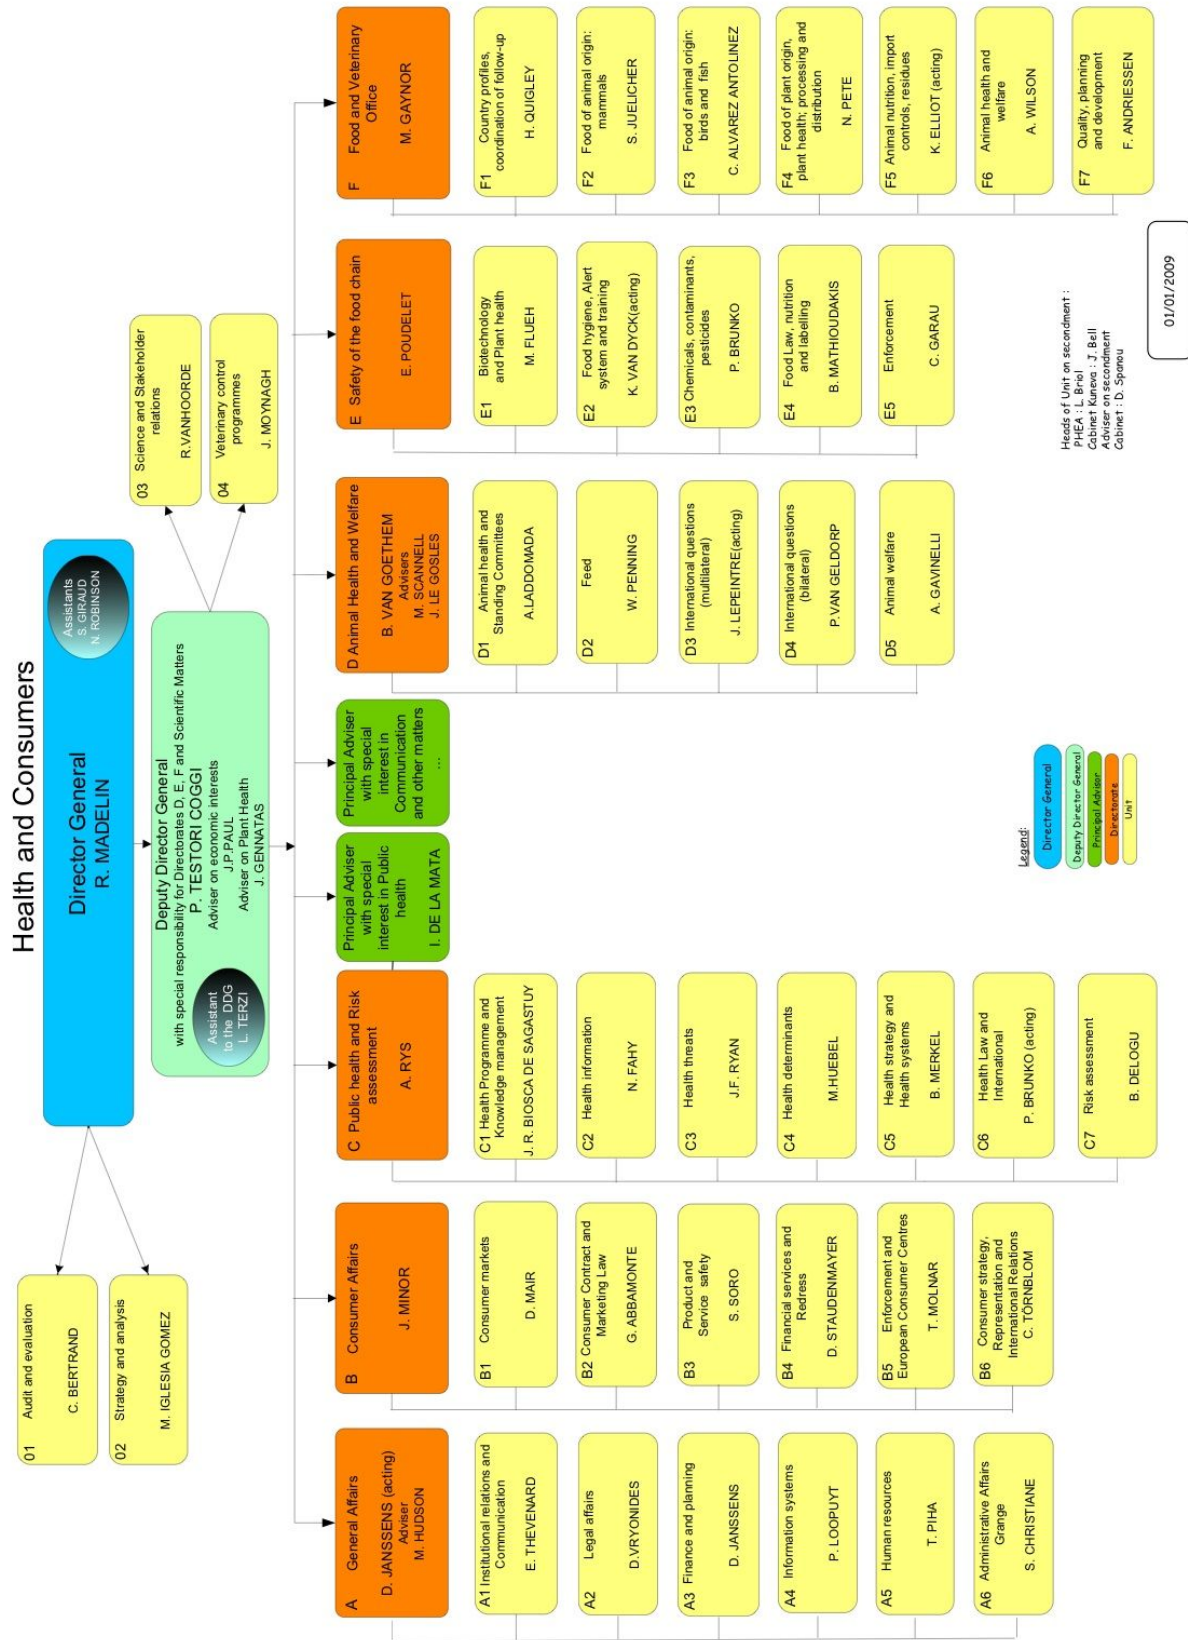 Health and Consumers
Director General
R. MADELIN
Assistants
S. GIRAUD
N. ROBINSON
01 Audit and evaluation
C. BERTRAND
02 Strategy and analysis
M. IGLESIA GOMEZ
Deputy Director General
with special responsibility for Directorates D, E, F and Scientific Matters
P. TESTORI COGGI
Adviser on economic interests
J.P.PAUL
Adviser on Plant Health
J. GENNATAS
Assistant
to the DDG
L. TERZI
03 Science and Stakeholder
relations
R.VANHOORDE
04 Veterinary control
programmes
J. MOYNAGH
A General Affairs
D. JANSSENS (acting)
Adviser
M. HUDSON
A1 Institutional relations and
Communication
E. THEVENARD
A2 Legal affairs
D.VRYONIDES
A3 Finance and planning
D. JANSSENS
A4 Information systems
P. LOOPUYT
A5 Human resources
T. PIHA
A6 Administrative Affairs
Grange
S. CHRISTIANE
B Consumer Affairs
J. MINOR
B1 Consumer markets
D. MAIR
B2 Consumer Contract and
Marketing Law
G. ABBAMONTE
B3 Product and
Service safety
S. SORO
B4 Financial services and
Redress
D. STAUDENMAYER
B5 Enforcement and
European Consumer Centres
T. MOLNAR
B6 Consumer strategy,
Representation and
International Relations
C. TÖRNBLOM
C Public health and Risk
assessment
A. RYS
C1 Health Programme and
Knowledge management
J.R. BIOSCA DE SAGASTUY
C2 Health information
N. FAHY
C3 Health threats
J.F. RYAN
C4 Health determinants
M.HUEBEL
C5 Health strategy and
Health systems
B. MERKEL
C6 Health Law and
International
P. BRUNKO (acting)
C7 Risk assessment
B. DELOGU
Principal Adviser
with special
interest in Public
health
I. DE LA MATA
Principal Adviser
with special
interest in
Communication
and other matters
...
D Animal Health and Welfare
B. VAN GOETHEM
Advisers
M. SCANNELL
J. LE GOSLES
D1 Animal health and
Standing Committees
A.LADDOMADA
D2 Feed
W. PENNING
D3 International questions
(multilateral)
J. LEPEINTRE(acting)
D4 International questions
(bilateral)
P.VAN GELDORP
D5 Animal welfare
A. GAVINELLI
E Safety of the food chain
E. POUDELET
E1 Biotechnology
and Plant health
M. FLUEH
E2 Food hygiene, Alert
system and training
K. VAN DYCK(acting)
E3 Chemicals, contaminants,
pesticides
P. BRUNKO
E4 Food Law, nutrition
and labelling
B. MATHIOUDAKIS
E5 Enforcement
C. GARAU
F Food and Veterinary
Office
M. GAYNOR
F1 Country profiles,
coordination of follow-up
H. QUIGLEY
F2 Food of animal origin:
mammals
S. JUELICHER
F3 Food of animal origin:
birds and fish
C. ALVAREZ ANTOLINEZ
F4 Food of plant origin,
plant health; processing and
distribution
N. PETE
F5 Animal nutrition, import
controls, residues
K. ELLIOT (acting)
F6 Animal health and
welfare
A. WILSON
F7 Quality, planning
and development
F. ANDRIESSEN
Legend:
Director General
Deputy Director General
Principal Advisor
Directorate
Unit
Heads of Unit on secondment :
PHEA : L. Briol
Cabinet Kuneva : J. Bell
Adviser on secondment
Cabinet : D. Spanou
01/01/2009